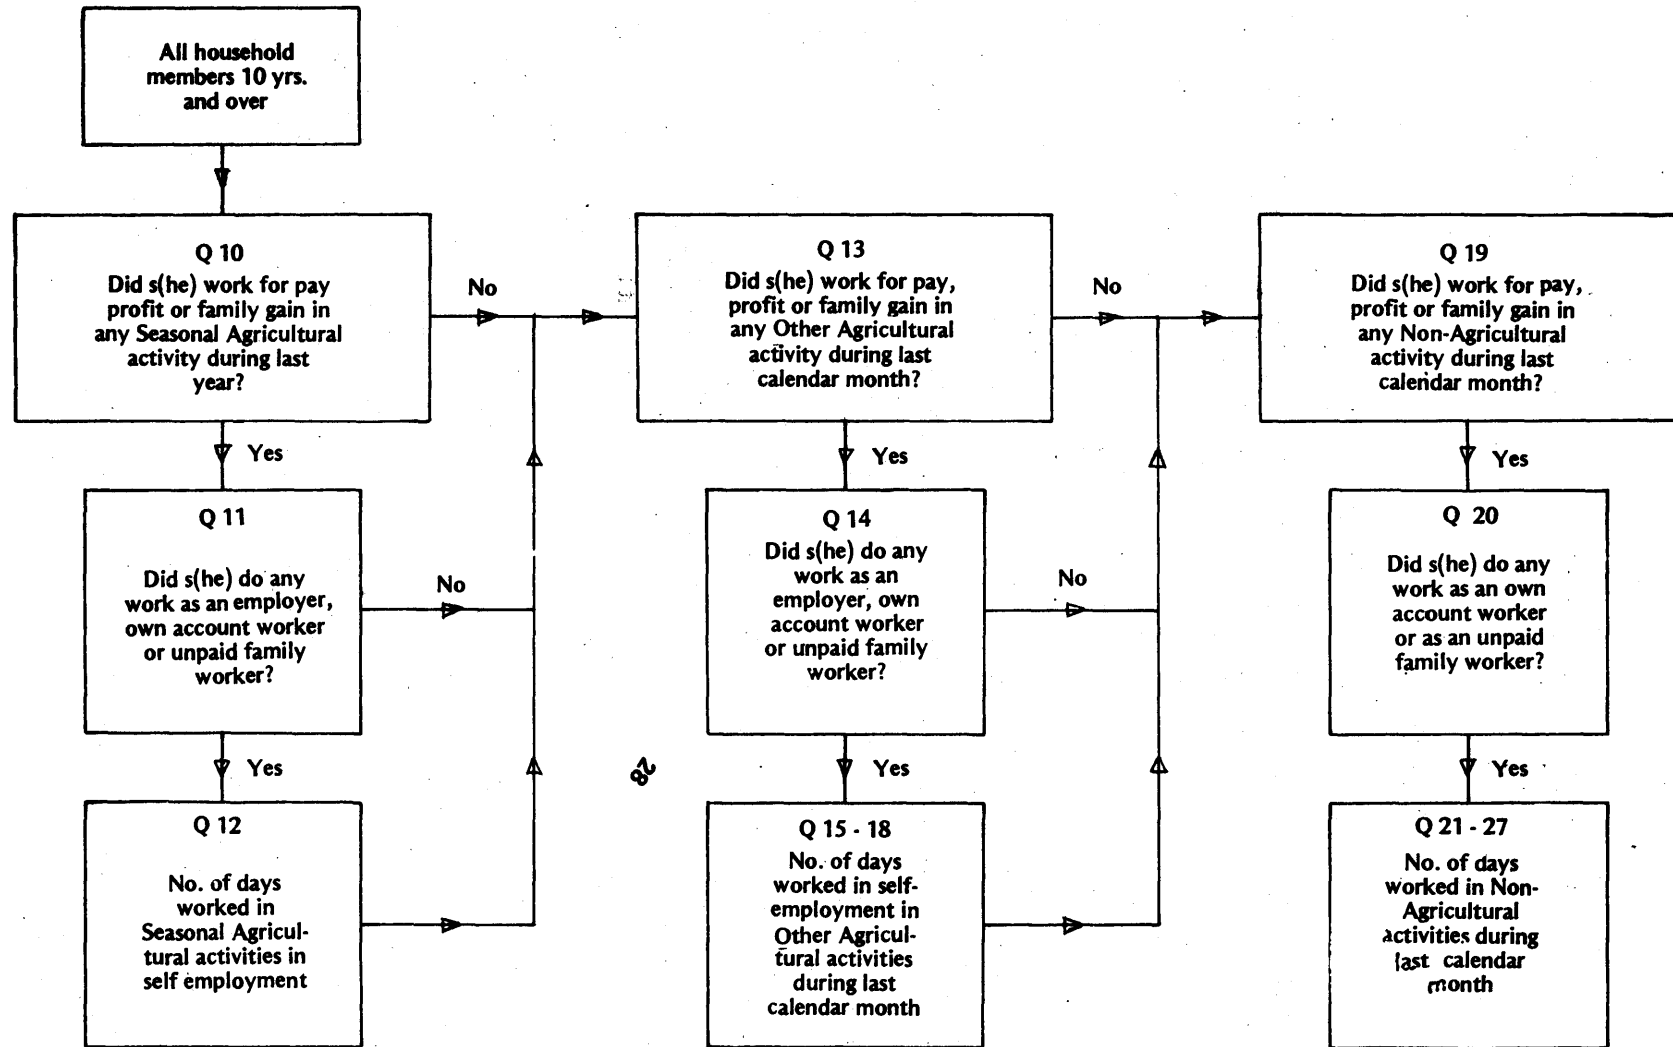 All household
members 10 yrs.
and over
Q 10
Did s(he) work for pay
profit or family gain in
any Seasonal Agricultural
activity during last
year?
No
Q 13
Did s(he) work for pay,
profit or family gain in
any Other Agricultural
activity during last
calendar month?
No
Q 19
Did s(he) work for pay,
profit or family gain in
any Non-Agricultural
activity during last
calendar month?
Yes
Yes
Yes
Q 11
Did s(he) do any
work as an employer,
own account worker
or unpaid family
worker?
No
Q 14
Did s(he) do any
work as an
employer, own
account worker
or unpaid family
worker?
No
Q 20
Did s(he) do any
work as an own
account worker
or as an unpaid
family worker?
Yes
28
Yes
Yes
Q 12
No. of days
worked in
Seasonal Agricul-
tural activities in
self employment
Q 15 - 18
No. of days
worked in self-
employment in
Other Agricul-
tural activities
during last
calendar month
Q 21 - 27
No. of days
worked in Non-
Agricultural
activities during
last calendar
month